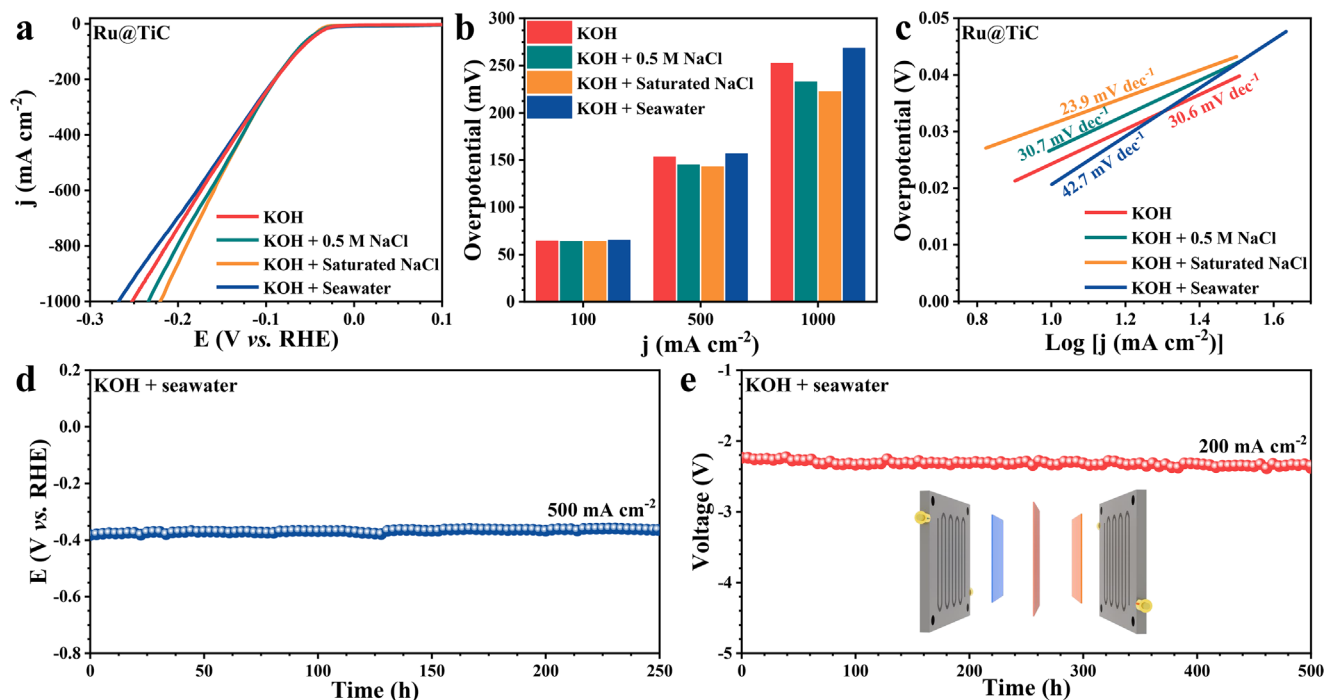 a
Ru@TiC
0
-200
-400
-600
-800
-1000
j (mA cm⁻²)
KOH
KOH + 0.5 M NaCl
KOH + Saturated NaCl
KOH + Seawater
-0.3
-0.2
-0.1
0.0
0.1
E (V vs. RHE)
b
300
250
200
150
100
50
0
Overpotential (mV)
KOH
KOH + 0.5 M NaCl
KOH + Saturated NaCl
KOH + Seawater
100
500
1000
j (mA cm⁻²)
c
Ru@TiC
0.05
0.04
0.03
0.02
0.00
Overpotential (V)
23.9 mV dec⁻¹
30.7 mV dec⁻¹
30.6 mV dec⁻¹
42.7 mV dec⁻¹
KOH
KOH + 0.5 M NaCl
KOH + Saturated NaCl
KOH + Seawater
0.8
1.0
1.2
1.4
1.6
Log [j (mA cm⁻²)]
d
KOH + seawater
0.2
0.0
-0.2
-0.4
-0.6
-0.8
E (V vs. RHE)
500 mA cm⁻²
0
50
100
150
200
250
Time (h)
e
KOH + seawater
-1
-2
-3
-4
-5
Voltage (V)
200 mA cm⁻²
0
100
200
300
400
500
Time (h)